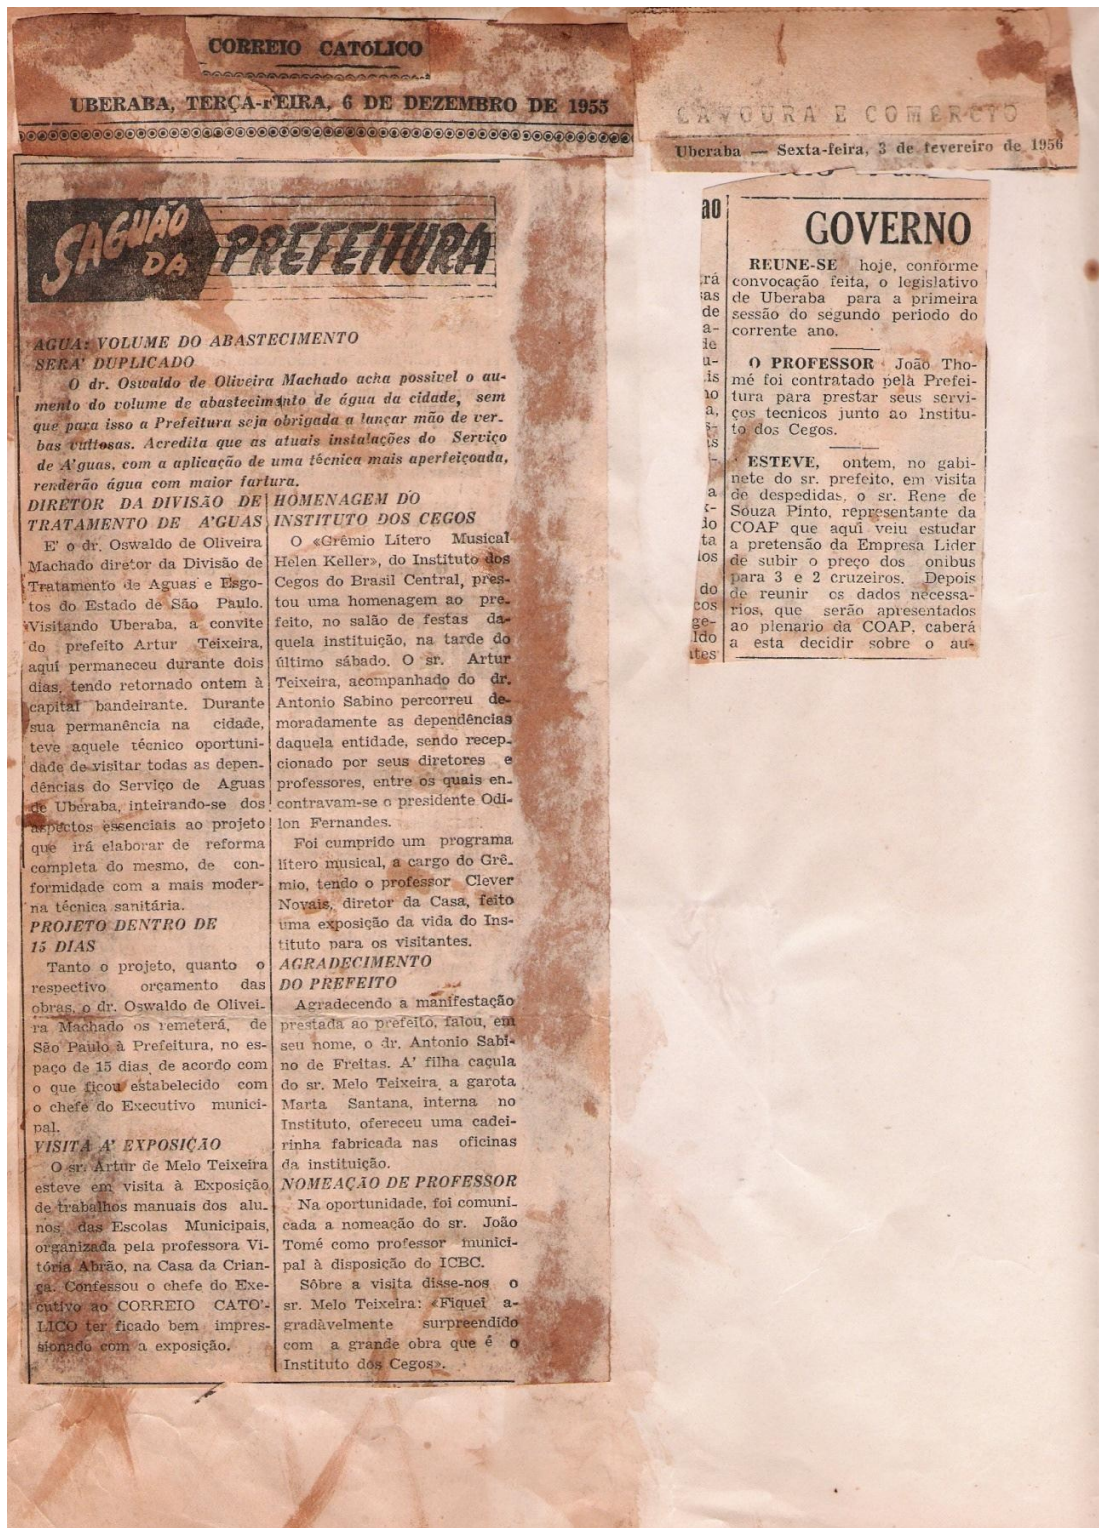 CORREIO CATÓLICO
UBERABA, TERÇA-FEIRA, 6 DE DEZEMBRO DE 1955
SAGUÃO
DA
PREFEITURA
AGUA: VOLUME DO ABASTECIMENTO
SERA' DUPLICADO
O dr. Oswaldo de Oliveira Machado acha possivel o au-
mento do volume de abastecimento de água da cidade, sem
que para isso a Prefeitura seja obrigada a lançar mão de ver-
bas vultosas. Acredita que as atuais instalações do Serviço
de A'guas, com a aplicação de uma técnica mais aperfeiçoada,
renderão água com maior fartura.
DIRETOR DA DIVISÃO DE
TRATAMENTO DE A'GUAS
E' o dr. Oswaldo de Oliveira
Machado diretor da Divisão de
Tratamento de Aguas e Esgo-
tos do Estado de São Paulo.
Visitando Uberaba, a convite
do prefeito Artur Teixeira,
aquí permaneceu durante dois
dias, tendo retornado ontem à
capital bandeirante. Durante
sua permanência na cidade,
teve aquele técnico oportuni-
dade de visitar todas as depen-
dências do Serviço de Aguas
de Uberaba, inteirando-se dos
aspectos essenciais ao projeto
que irá elaborar de reforma
completa do mesmo, de con-
formidade com a mais moder-
na técnica sanitária.
PROJETO DENTRO DE
15 DIAS
Tanto o projeto, quanto o
respectivo orçamento das
obras, o dr. Oswaldo de Olivei-
ra Machado os remeterá, de
São Paulo à Prefeitura, no es-
paço de 15 dias, de acordo com
o que ficou estabelecido com
o chefe do Executivo munici-
pal.
VISITA A' EXPOSIÇÃO
O sr. Artur de Melo Teixeira
esteve em visita à Exposição
de trabalhos manuais dos alu-
nos das Escolas Municipais,
organizada pela professora Vi-
tória Abrão, na Casa da Crian-
ça. Confessou o chefe do Exe-
cutivo ao CORREIO CATO'-
LICO ter ficado bem impres-
sionado com a exposição.
HOMENAGEM DO
INSTITUTO DOS CEGOS
O «Grêmio Lítero Musical
Helen Keller», do Instituto dos
Cegos do Brasil Central, pres-
tou uma homenagem ao pre-
feito, no salão de festas da-
quela instituição, na tarde do
último sábado. O sr. Artur
Teixeira, acompanhado do dr.
Antonio Sabino percorreu de-
moradamente as dependências
daquela entidade, sendo recep-
cionado por seus diretores e
professores, entre os quais en-
contravam-se o presidente Odi-
lon Fernandes.
Foi cumprido um programa
lítero musical, a cargo do Grê-
mio, tendo o professor Clever
Novais, diretor da Casa, feito
uma exposição da vida do Ins-
tituto para os visitantes.
AGRADECIMENTO
DO PREFEITO
Agradecendo a manifestação
prestada ao prefeito, falou, em
seu nome, o dr. Antonio Sabi-
no de Freitas. A' filha caçula
do sr. Melo Teixeira, a garota
Marta Santana, interna no
Instituto, ofereceu uma cadei-
rinha fabricada nas oficinas
da instituição.
NOMEAÇÃO DE PROFESSOR
Na oportunidade, foi comuni-
cada a nomeação do sr. João
Tomé como professor munici-
pal à disposição do ICBC.
Sôbre a visita disse-nos o
sr. Melo Teixeira: «Fiquei a-
gradàvelmente surpreendido
com a grande obra que é o
Instituto dos Cegos».
LAVOURA E COMERCIO
Uberaba — Sexta-feira, 3 de fevereiro de 1956
ao
rá
sas
de
a-
de
u-
is
no
a,
s-
as
-
a
-
do
ta
los
do
cos
ge-
ldo
ates
GOVERNO
REUNE-SE hoje, conforme
convocação feita, o legislativo
de Uberaba para a primeira
sessão do segundo periodo do
corrente ano.
O PROFESSOR João Tho-
mé foi contratado pela Prefei-
tura para prestar seus servi-
ços tecnicos junto ao Institu-
to dos Cegos.
ESTEVE, ontem, no gabi-
nete do sr. prefeito, em visita
de despedidas, o sr. Rene de
Souza Pinto, representante da
COAP que aquí veiu estudar
a pretensão da Empresa Lider
de subir o preço dos onibus
para 3 e 2 cruzeiros. Depois
de reunir os dados necessa-
rios, que serão apresentados
ao plenario da COAP, caberá
a esta decidir sobre o au-